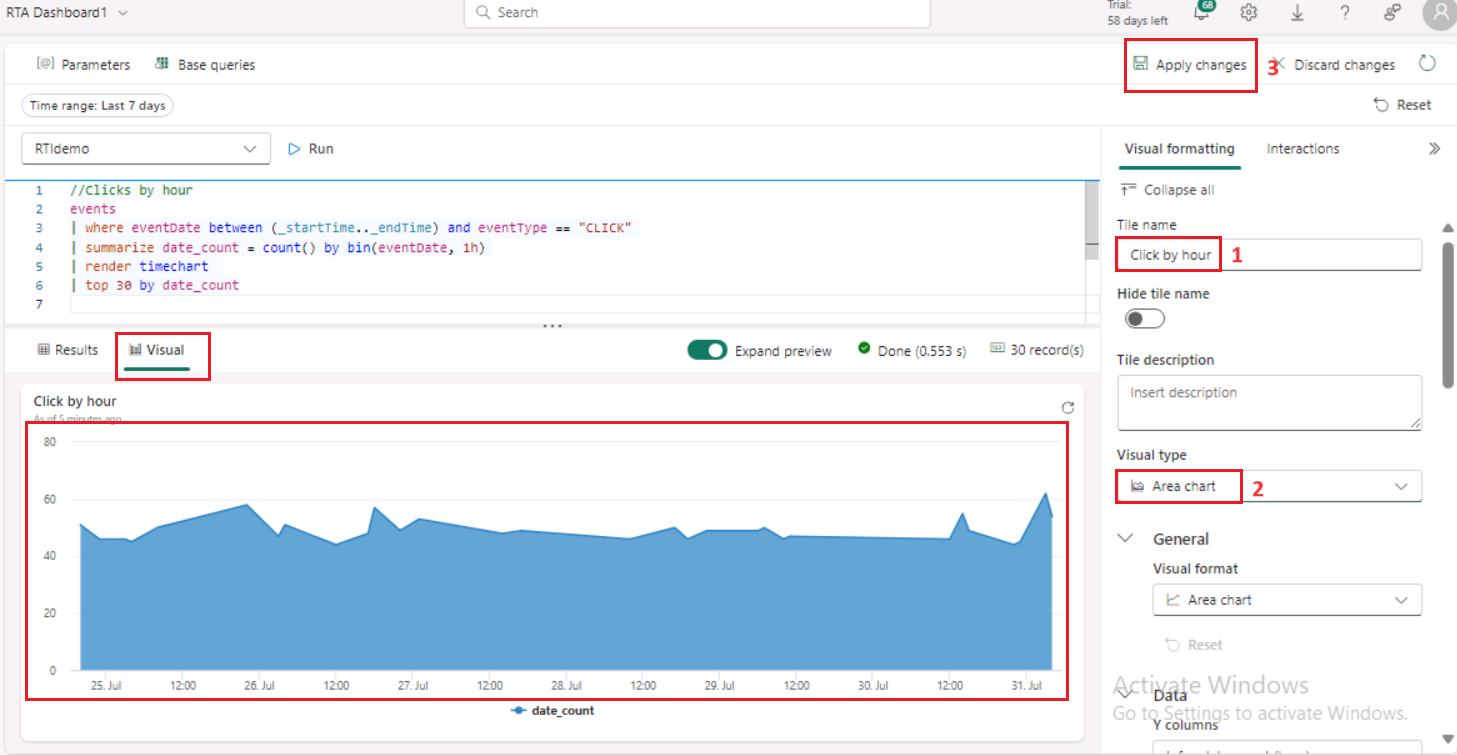 RTA Dashboard1
Search
Trial:
58 days left
68
Parameters
Base queries
Apply changes
3
Discard changes
Time range: Last 7 days
Reset
RTIdemo
Run
Visual formatting
Interactions
Collapse all
1 //Clicks by hour
2 events
3 | where eventDate between (_startTime.._endTime) and eventType == "CLICK"
4 | summarize date_count = count() by bin(eventDate, 1h)
5 | render timechart
6 | top 30 by date_count
7
Tile name
Click by hour
1
Hide tile name
Results
Visual
Expand preview
Done (0.553 s)
30 record(s)
Tile description
Insert description
Click by hour
As of 5 minutes ago
80
60
40
20
0
25. Jul 12:00 26. Jul 12:00 27. Jul 12:00 28. Jul 12:00 29. Jul 12:00 30. Jul 12:00 31. Jul
date_count
Visual type
Area chart
2
General
Visual format
Area chart
Reset
Data
Y columns
Activate Windows
Go to Settings to activate Windows.